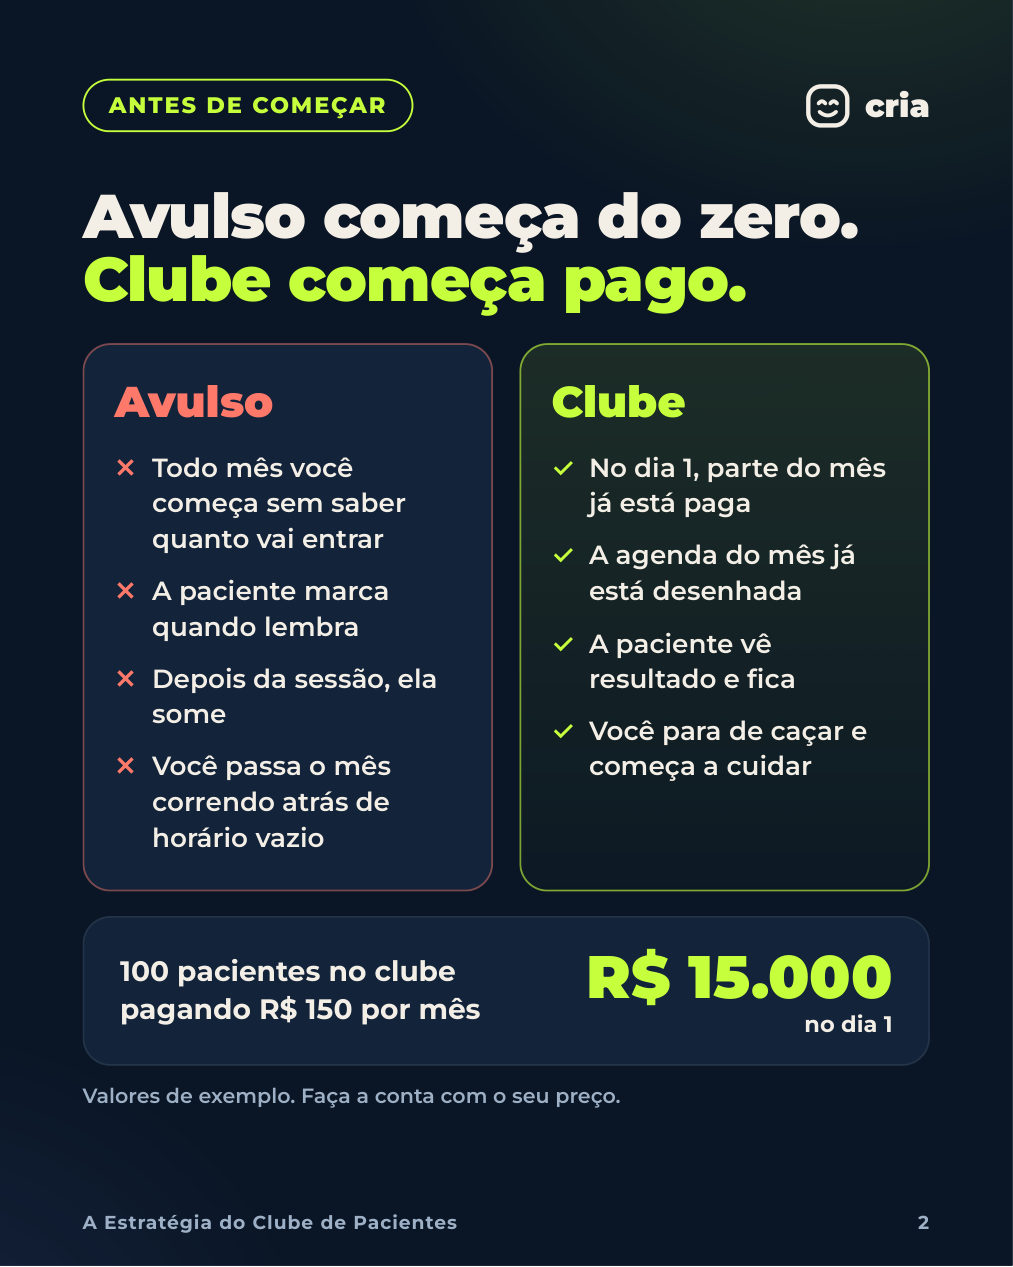 ANTES DE COMEÇAR
cria
Avulso começa do zero.
Clube começa pago.
Avulso
Todo mês você
começa sem saber
quanto vai entrar
A paciente marca
quando lembra
Depois da sessão, ela
some
Você passa o mês
correndo atrás de
horário vazio
Clube
No dia 1, parte do mês
já está paga
A agenda do mês já
está desenhada
A paciente vê
resultado e fica
Você para de caçar e
começa a cuidar
100 pacientes no clube
pagando R$ 150 por mês
R$ 15.000
no dia 1
Valores de exemplo. Faça a conta com o seu preço.
A Estratégia do Clube de Pacientes
2